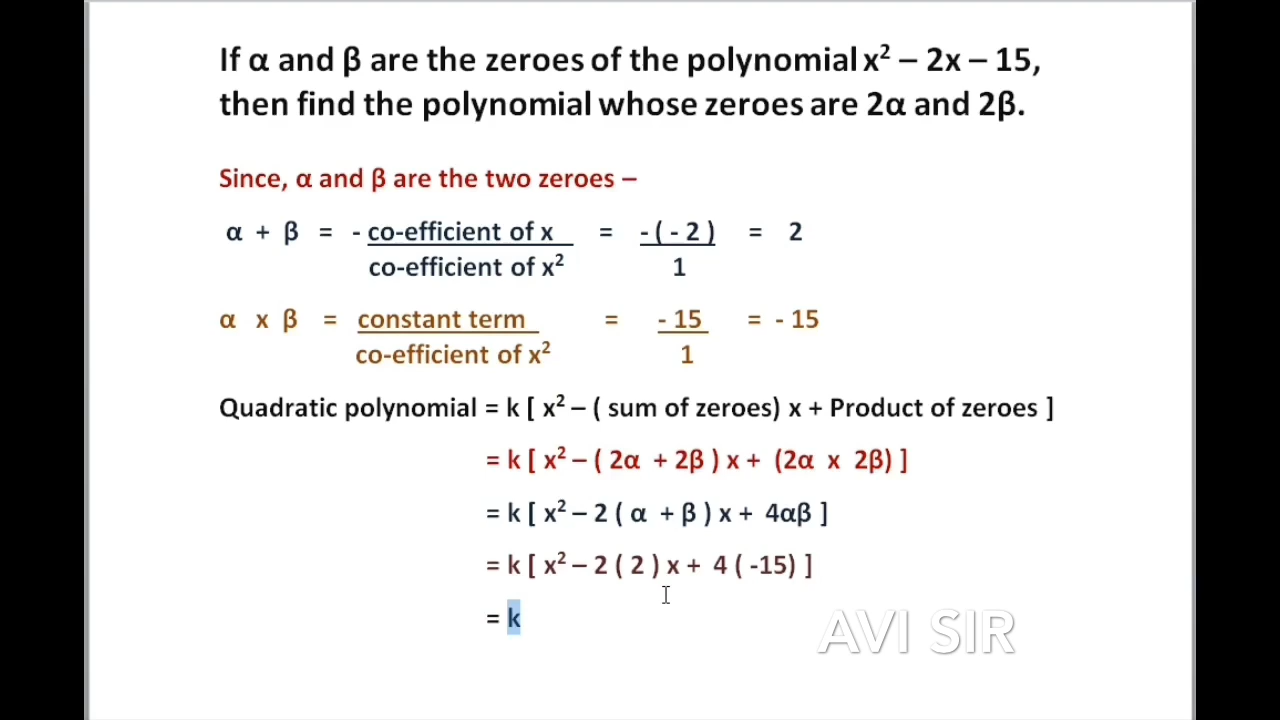 If α and β are the zeroes of the polynomial x² – 2x – 15,
then find the polynomial whose zeroes are 2α and 2β.
Since, α and β are the two zeroes –
α + β = - co-efficient of x = - ( - 2 ) = 2
co-efficient of x² 1
α x β = constant term = - 15 = - 15
co-efficient of x² 1
Quadratic polynomial = k [ x² – ( sum of zeroes) x + Product of zeroes ]
= k [ x² – ( 2α + 2β ) x + (2α x 2β) ]
= k [ x² – 2 ( α + β ) x + 4αβ ]
= k [ x² – 2 ( 2 ) x + 4 ( -15) ]
= k
AVI SIR